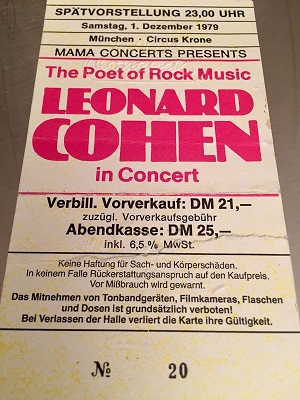 SPÄTVORSTELLUNG 23,00 UHR
Samstag, 1. Dezember 1979
München · Circus Krone
MAMA CONCERTS PRESENTS
The Poet of Rock Music
LEONARD
COHEN
in Concert
Verbill. Vorverkauf: DM 21,—
zuzügl. Vorverkaufsgebühr
Abendkasse: DM 25,—
inkl. 6,5 % MwSt.
Keine Haftung für Sach- und Körperschäden.
In keinem Falle Rückerstattungsanspruch auf den Kaufpreis.
Vor Mißbrauch wird gewarnt.
Das Mitnehmen von Tonbandgeräten, Filmkameras, Flaschen
und Dosen ist grundsätzlich verboten!
Bei Verlassen der Halle verliert die Karte ihre Gültigkeit.
№ 20